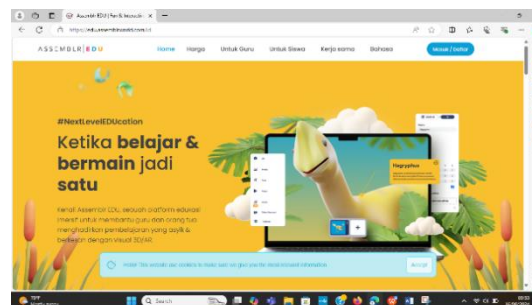 Assemblr EDU | Fun & Interactiv
https://edu.assemblrworld.com/id
ASSEMBLR EDU
Home Harga Untuk Guru Untuk Siswa Kerja sama Bahasa
Masuk / Daftar
#NextLevelEDUcation
Ketika belajar &
bermain jadi
satu
Kenali Assemblr EDU, sebuah platform edukasi
imersif untuk membantu guru dan orang tua
menghadirkan pembelajaran yang asyik &
berkesan dengan visual 3D/AR.
Accept
Search